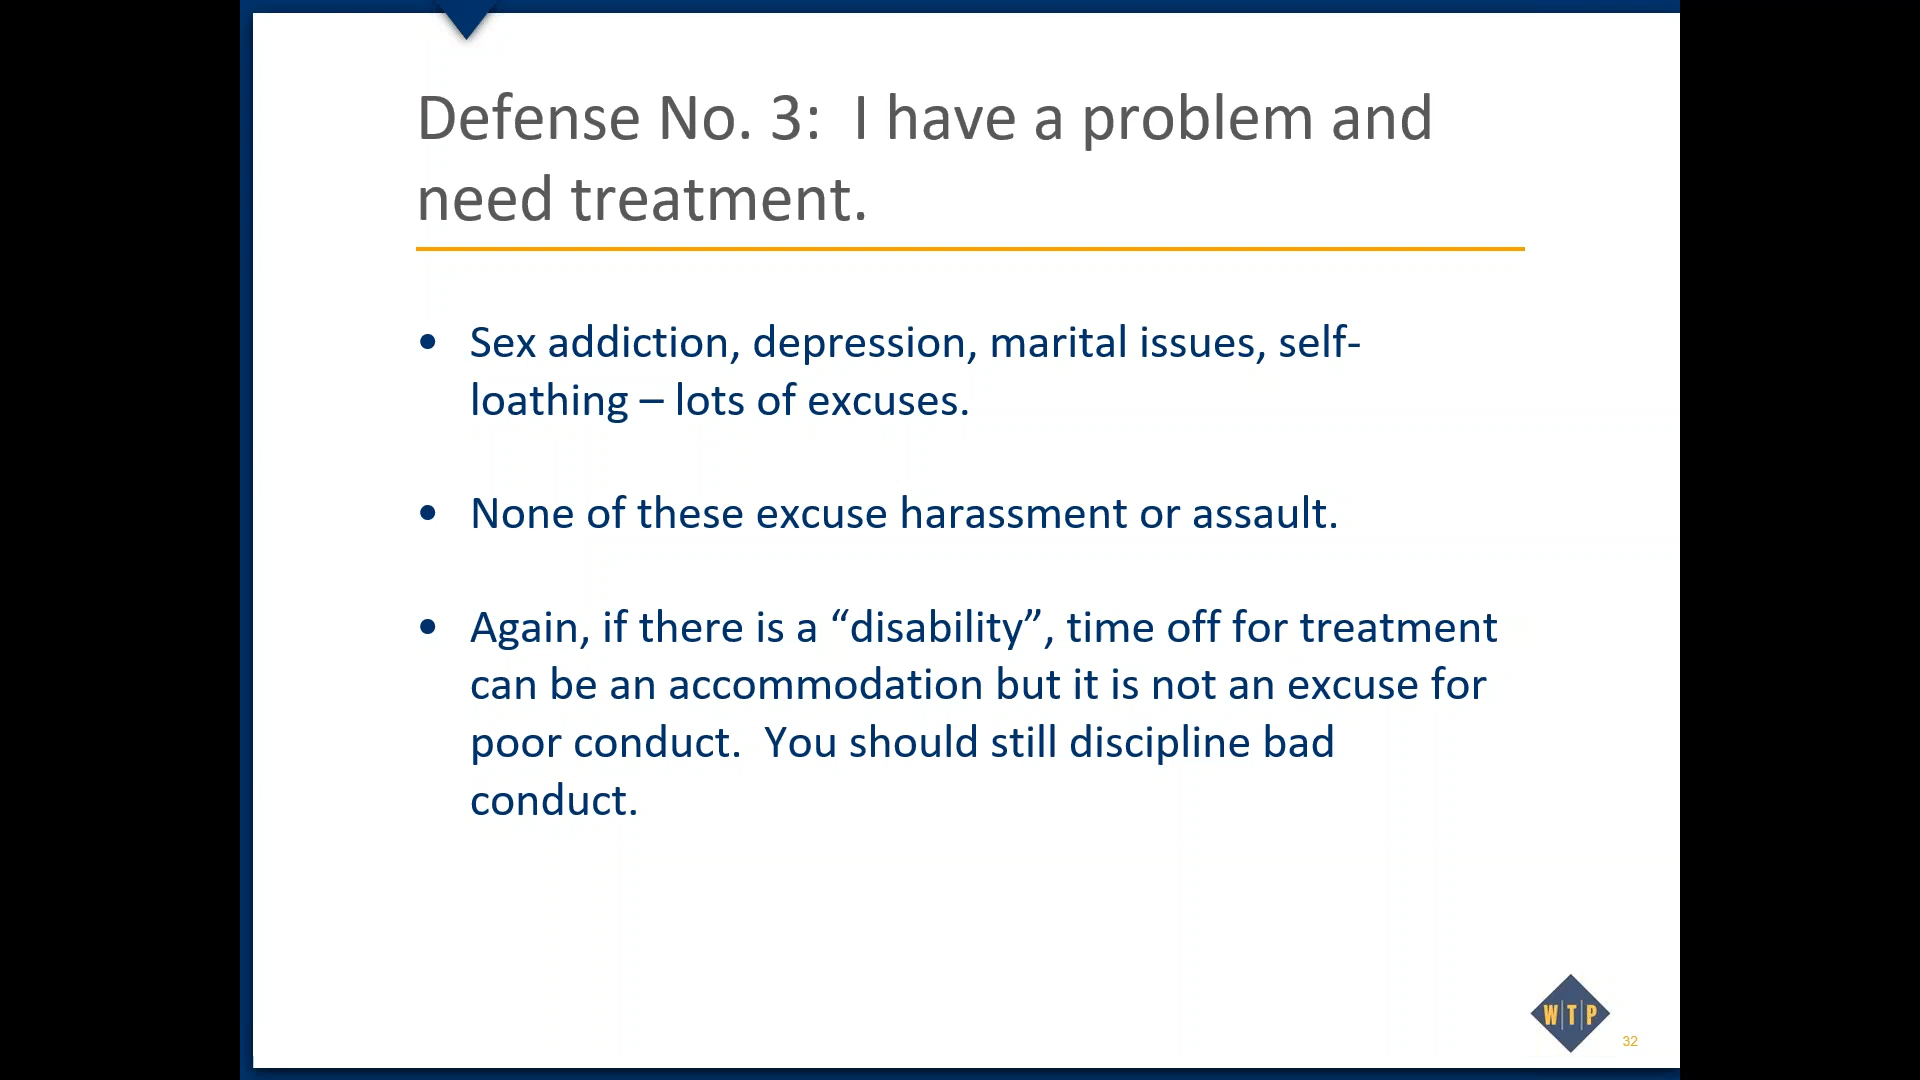 Defense No. 3:  I have a problem and
need treatment.
• Sex addiction, depression, marital issues, self-
loathing – lots of excuses.
• None of these excuse harassment or assault.
• Again, if there is a “disability”, time off for treatment
can be an accommodation but it is not an excuse for
poor conduct.  You should still discipline bad
conduct.
W|T|P
32